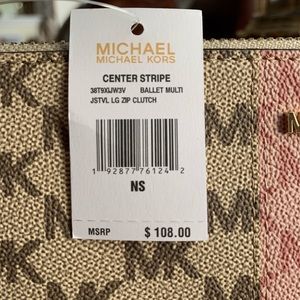 MICHAEL
MICHAEL KORS
CENTER STRIPE
38T9XIJW3V BALLET MULTI
JSTVL LG ZIP CLUTCH
1 92877 76124 2
NS
MSRP $ 108.00